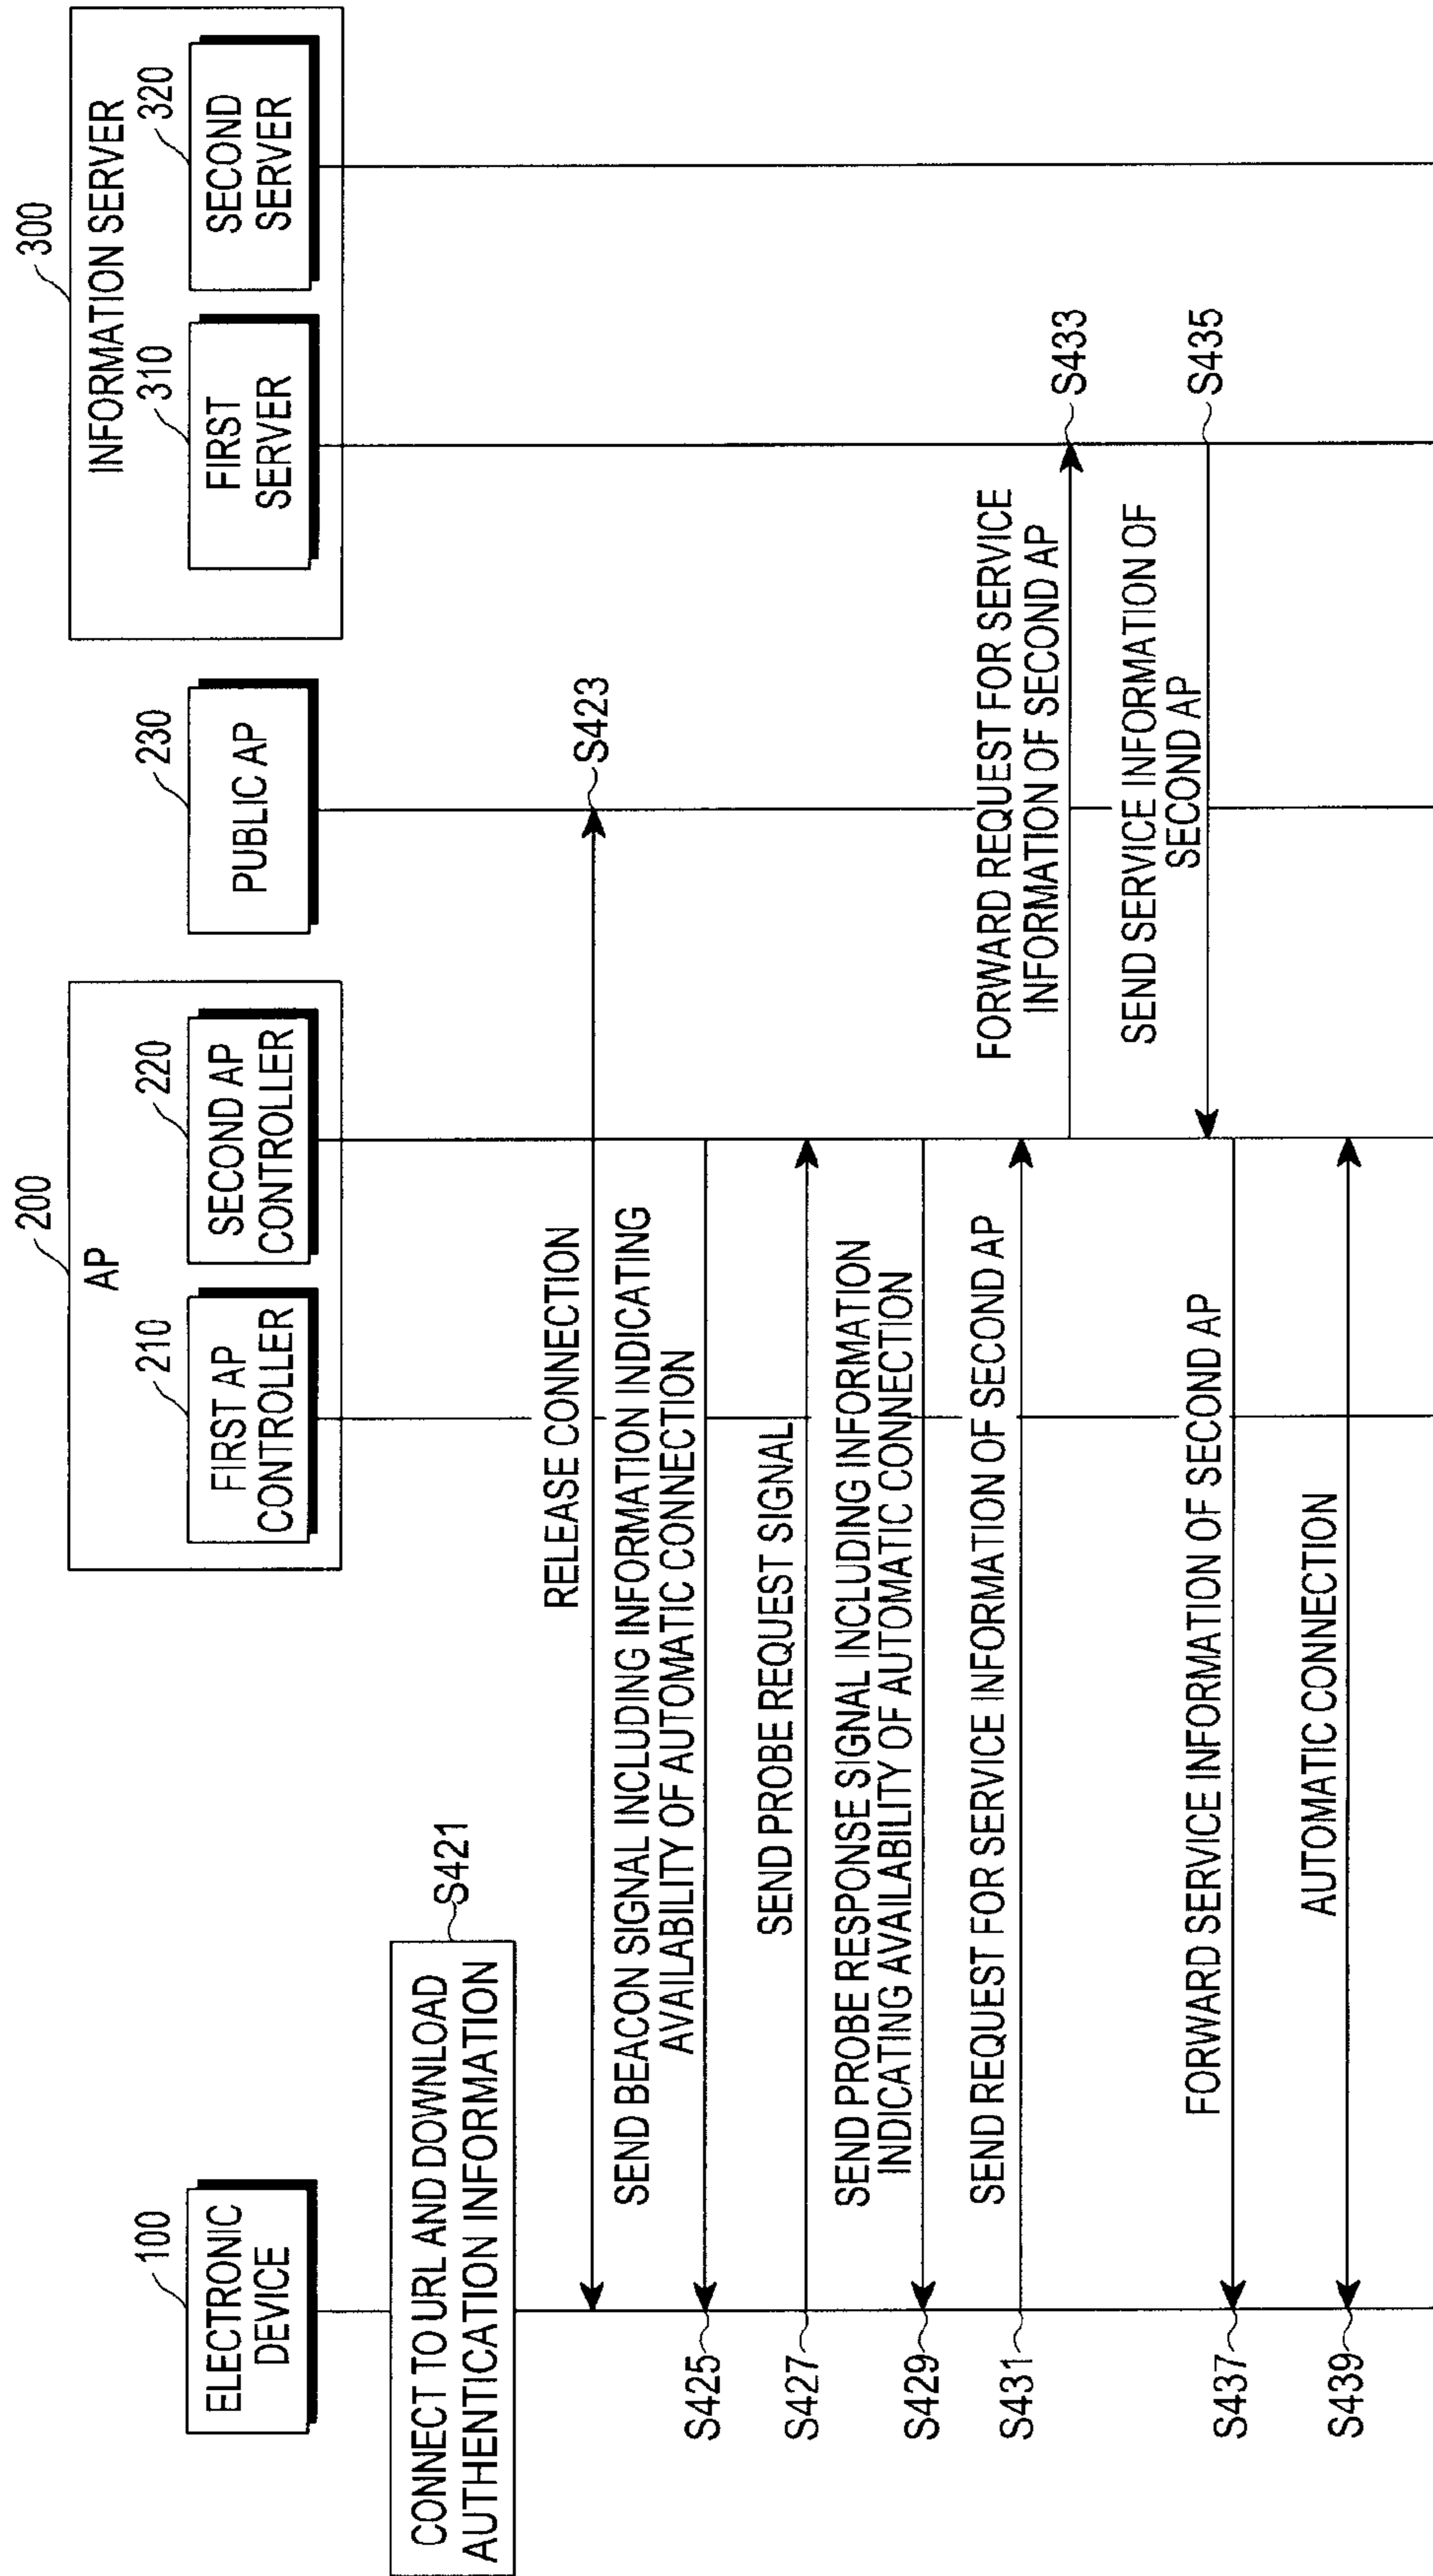 100
ELECTRONIC
DEVICE
200
AP
210
FIRST AP
CONTROLLER
220
SECOND AP
CONTROLLER
230
PUBLIC AP
300
INFORMATION SERVER
310
FIRST
SERVER
320
SECOND
SERVER
CONNECT TO URL AND DOWNLOAD
AUTHENTICATION INFORMATION
S421
RELEASE CONNECTION
S423
SEND BEACON SIGNAL INCLUDING INFORMATION INDICATING
AVAILABILITY OF AUTOMATIC CONNECTION
S425
SEND PROBE REQUEST SIGNAL
S427
SEND PROBE RESPONSE SIGNAL INCLUDING INFORMATION
INDICATING AVAILABILITY OF AUTOMATIC CONNECTION
S429
SEND REQUEST FOR SERVICE INFORMATION OF SECOND AP
S431
FORWARD REQUEST FOR SERVICE
INFORMATION OF SECOND AP
S433
SEND SERVICE INFORMATION OF
SECOND AP
S435
FORWARD SERVICE INFORMATION OF SECOND AP
S437
AUTOMATIC CONNECTION
S439